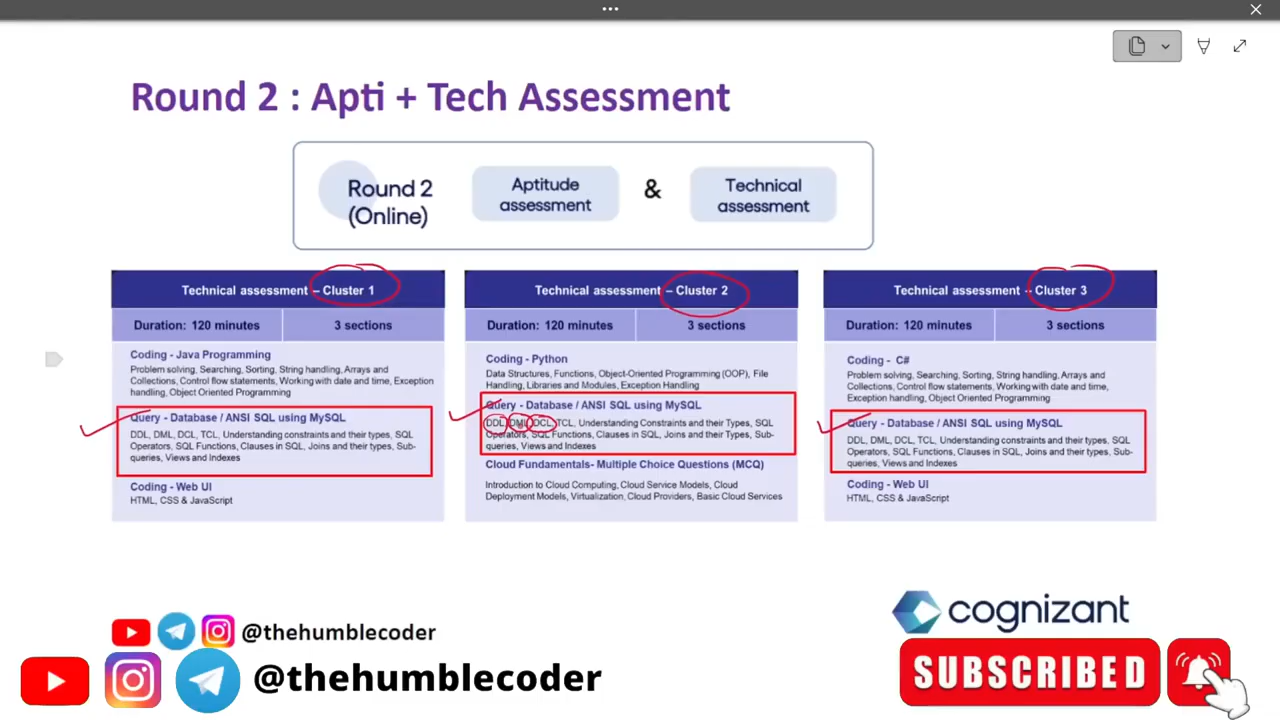 Round 2 : Apti + Tech Assessment
Round 2
(Online)
Aptitude
assessment
&
Technical
assessment
Technical assessment – Cluster 1
Duration: 120 minutes
3 sections
Coding - Java Programming
Problem solving, Searching, Sorting, String handling, Arrays and
Collections, Control flow statements, Working with date and time, Exception
handling, Object Oriented Programming
Query - Database / ANSI SQL using MySQL
DDL, DML, DCL, TCL, Understanding constraints and their types, SQL
Operators, SQL Functions, Clauses in SQL, Joins and their types, Sub-
queries, Views and Indexes
Coding - Web UI
HTML, CSS & JavaScript
Technical assessment – Cluster 2
Duration: 120 minutes
3 sections
Coding - Python
Data Structures, Functions, Object-Oriented Programming (OOP), File
Handling, Libraries and Modules, Exception Handling
Query - Database / ANSI SQL using MySQL
DDL, DML, DCL, TCL, Understanding Constraints and their Types, SQL
Operators, SQL Functions, Clauses in SQL, Joins and their types, Sub-
queries, Views and Indexes
Cloud Fundamentals- Multiple Choice Questions (MCQ)
Introduction to Cloud Computing, Cloud Service Models, Cloud
Deployment Models, Virtualization, Cloud Providers, Basic Cloud Services
Technical assessment – Cluster 3
Duration: 120 minutes
3 sections
Coding - C#
Problem solving, Searching, Sorting, String handling, Arrays and
Collections, Control flow statements, Working with date and time,
Exception handling, Object Oriented Programming
Query - Database / ANSI SQL using MySQL
DDL, DML, DCL, TCL, Understanding constraints and their types, SQL
Operators, SQL Functions, Clauses in SQL, Joins and their types, Sub-
queries, Views and Indexes
Coding - Web UI
HTML, CSS & JavaScript
@thehumblecoder
@thehumblecoder
cognizant
SUBSCRIBED